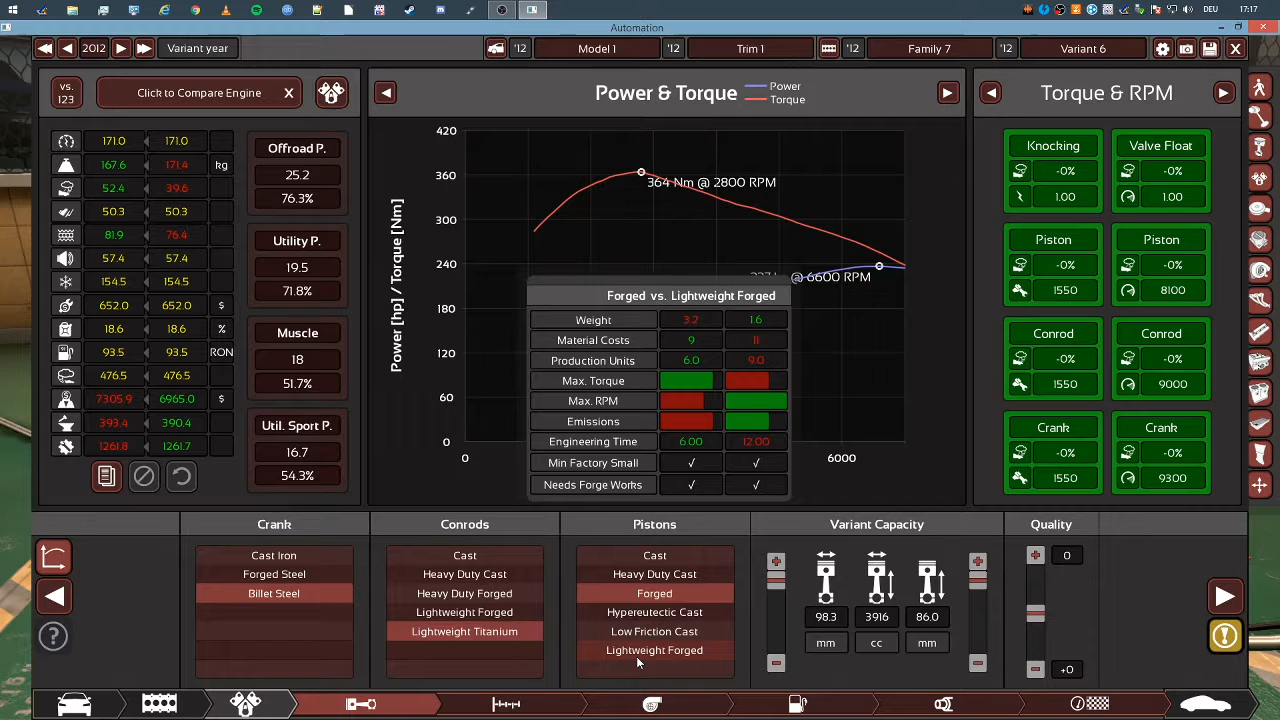 DEU 17:17
Automation
2012 Variant year '12 Model 1 '12 Trim 1 '12 Family 7 '12 Variant 6
vs. 123 Click to Compare Engine X
171.0 171.0
167.6 171.4 kg
52.4 39.6
50.3 50.3
81.9 76.4
57.4 57.4
154.5 154.5
652.0 652.0 $
18.6 18.6 %
93.5 93.5 RON
476.5 476.5
7305.9 6965.0 $
393.4 390.4
1261.8 1261.7
Offroad P.
25.2
76.3%
Utility P.
19.5
71.8%
Muscle
18
51.7%
Util. Sport P.
16.7
54.3%
Power & Torque
Power
Torque
Power [hp] / Torque [Nm]
420
360
300
240
180
120
60
0
0 6000
364 Nm @ 2800 RPM
@ 6600 RPM
Forged vs. Lightweight Forged
Weight 3.2 1.6
Material Costs 9 11
Production Units 6.0 9.0
Max. Torque
Max. RPM
Emissions
Engineering Time 6.00 12.00
Min Factory Small √ √
Needs Forge Works √ √
Torque & RPM
Knocking
-0%
1.00
Valve Float
-0%
1.00
Piston
-0%
1550
Piston
-0%
8100
Conrod
-0%
1550
Conrod
-0%
9000
Crank
-0%
1550
Crank
-0%
9300
Crank
Cast Iron
Forged Steel
Billet Steel
Conrods
Cast
Heavy Duty Cast
Heavy Duty Forged
Lightweight Forged
Lightweight Titanium
Pistons
Cast
Heavy Duty Cast
Forged
Hypereutectic Cast
Low Friction Cast
Lightweight Forged
Variant Capacity
98.3 3916 86.0
mm cc mm
Quality
0
+0